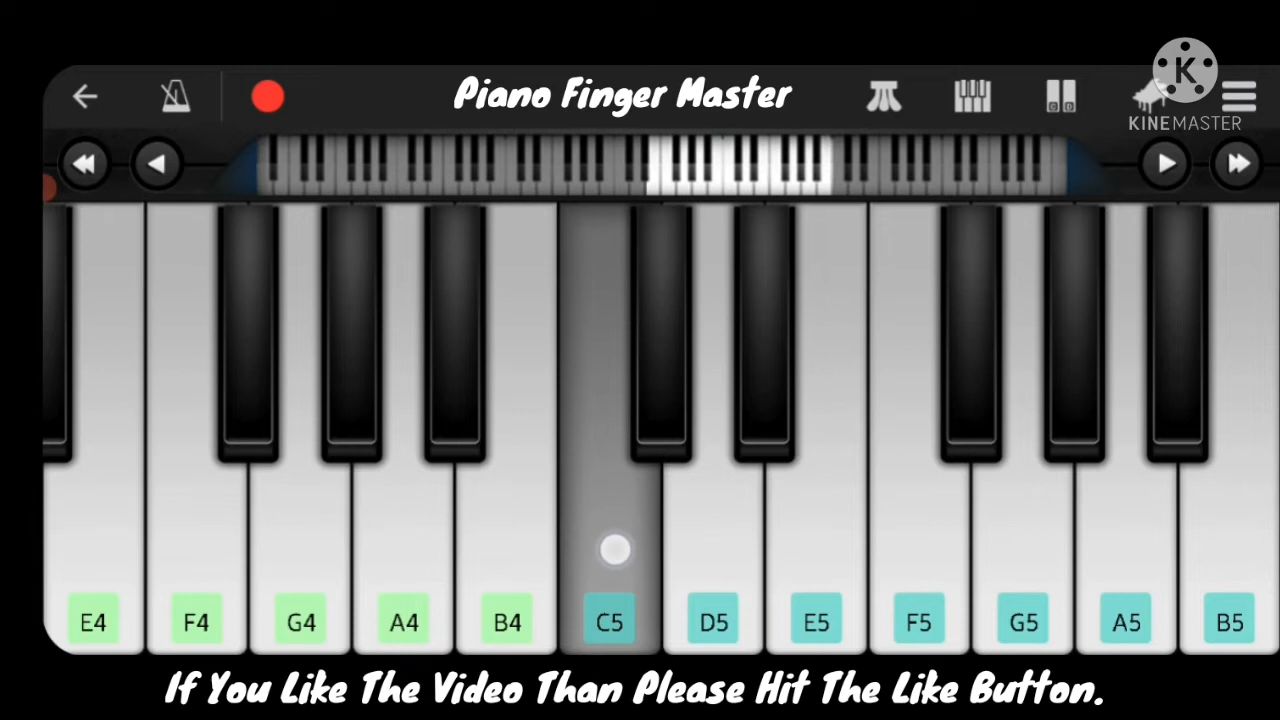 Piano Finger Master
K
KINEMASTER
E4 F4 G4 A4 B4 C5 D5 E5 F5 G5 A5 B5
If You Like The Video Than Please Hit The Like Button.